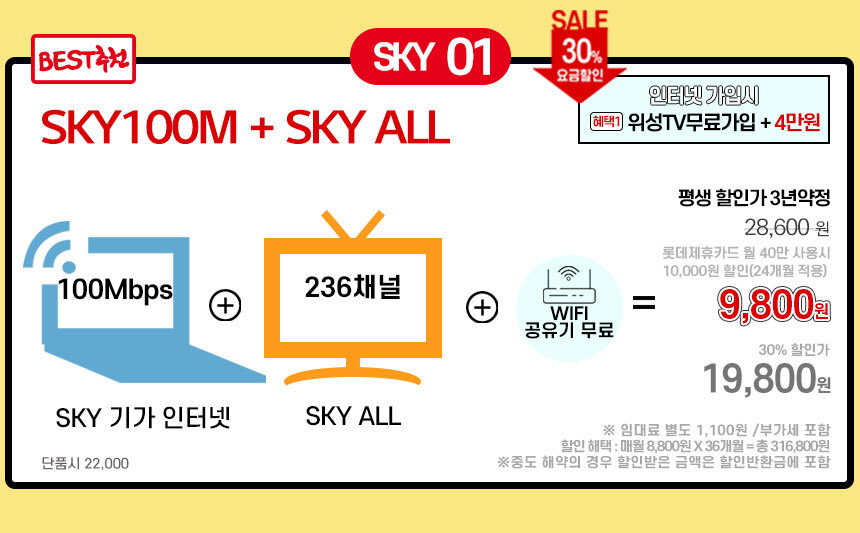 BEST추천
SKY 01
SALE
30%
요금할인
인터넷 가입시
혜택1 위성TV무료가입 + 4만원
SKY100M + SKY ALL
평생 할인가 3년약정
28,600 원
롯데제휴카드 월 40만 사용시
10,000원 할인(24개월 적용)
9,800원
30% 할인가
19,800원
100Mbps
+
236채널
+
WIFI
공유기 무료
=
SKY 기가 인터넷
SKY ALL
단품시 22,000
※ 임대료 별도 1,100원 /부가세 포함
할인 혜택 : 매월 8,800원 X 36개월 = 총 316,800원
※중도 해약의 경우 할인받은 금액은 할인반환금에 포함